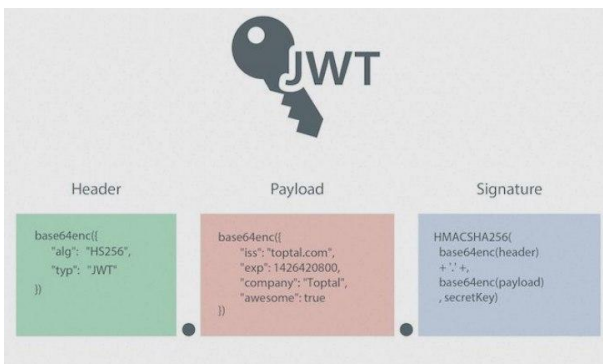 JWT
Header
Payload
Signature
base64enc({
"alg": "HS256",
"typ": "JWT"
})
base64enc({
"iss": "toptal.com",
"exp": 1426420800,
"company": "Toptal",
"awesome": true
})
HMACSHA256(
base64enc(header)
+ '.' +,
base64enc(payload)
, secretKey)